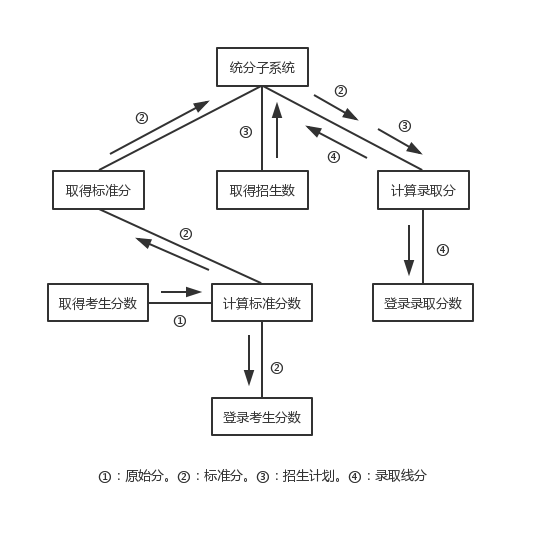 统分子系统
②
②
③
③
④
取得标准分
取得招生数
计算录取分
②
④
取得考生分数
计算标准分数
登录录取分数
①
②
登录考生分数
①：原始分。②：标准分。③：招生计划。④：录取线分